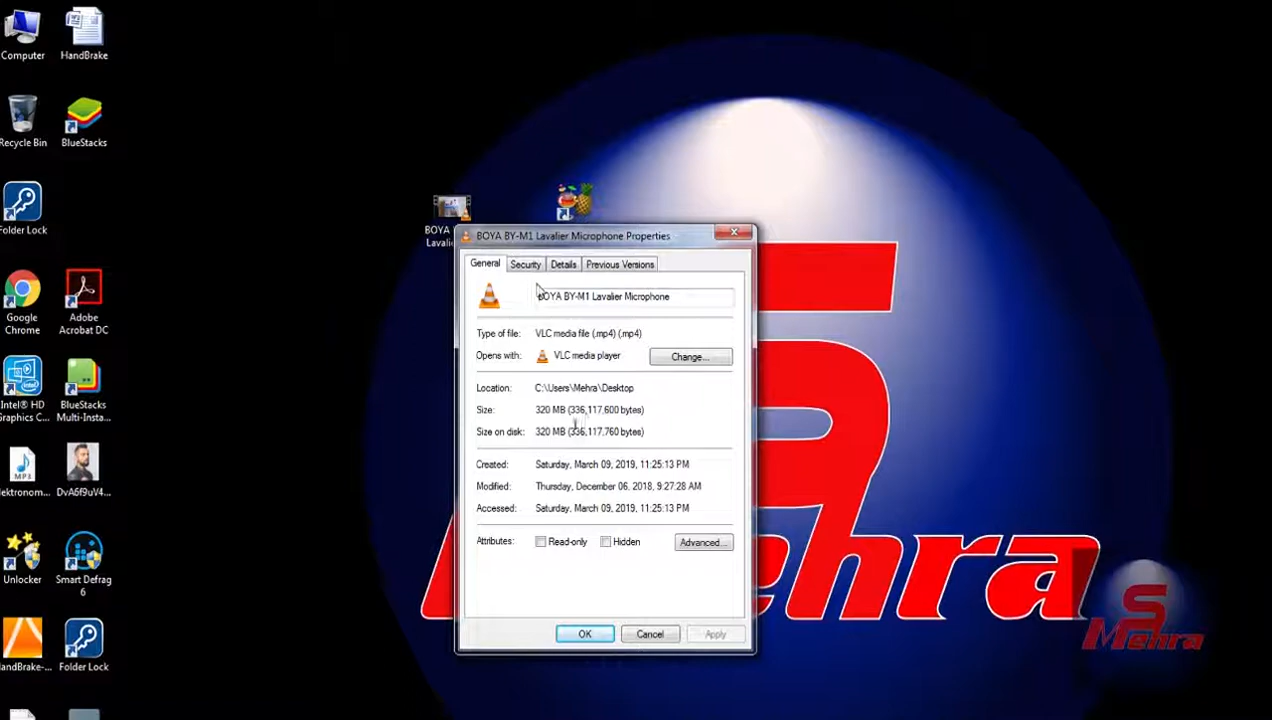 Computer
HandBrake
Recycle Bin
BlueStacks
Folder Lock
Google
Chrome
Adobe
Acrobat DC
Intel® HD
Graphics C...
BlueStacks
Multi-Insta...
MP3
lektronom...
DvA6f9uV4...
Unlocker
Smart Defrag
6
HandBrake-...
Folder Lock
BOYA
Lavali
BOYA BY-M1 Lavalier Microphone Properties
General
Security
Details
Previous Versions
BOYA BY-M1 Lavalier Microphone
Type of file: VLC media file (.mp4) (.mp4)
Opens with: VLC media player
Change...
Location: C:\Users\Mehra\Desktop
Size: 320 MB (336,117,600 bytes)
Size on disk: 320 MB (336,117,760 bytes)
Created: Saturday, March 09, 2019, 11:25:13 PM
Modified: Thursday, December 06, 2018, 9:27:28 AM
Accessed: Saturday, March 09, 2019, 11:25:13 PM
Attributes: Read-only Hidden
Advanced...
OK
Cancel
Apply
S
ehra
S
Mehra